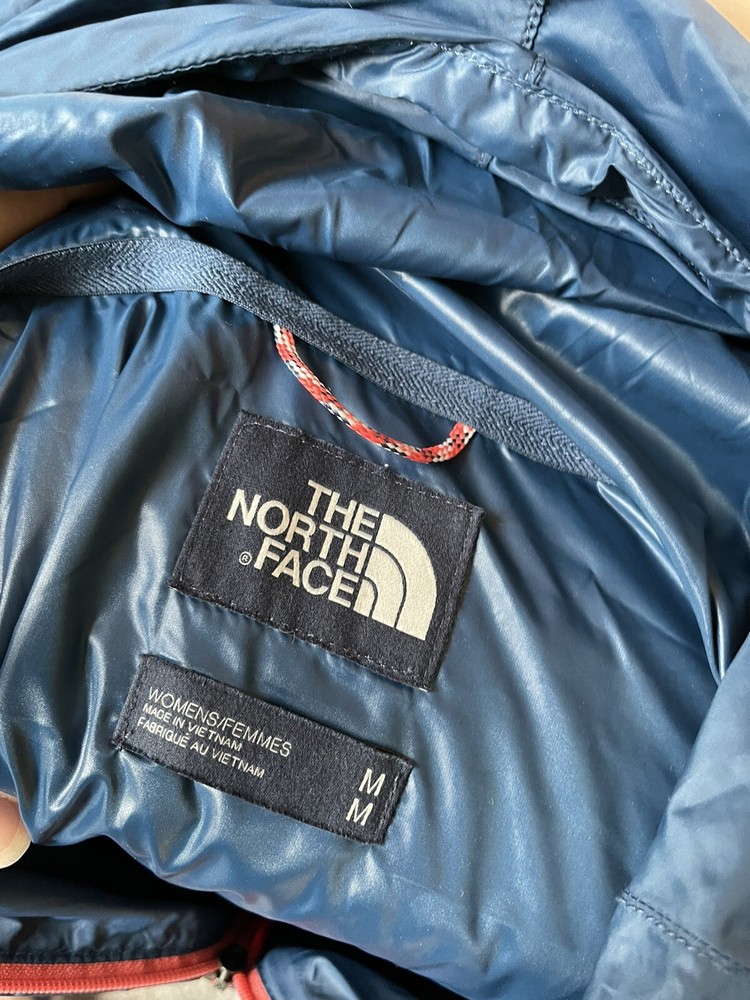 THE
NORTH
® FACE
WOMENS/FEMMES
MADE IN VIETNAM
FABRIQUÉ AU VIETNAM
M
M